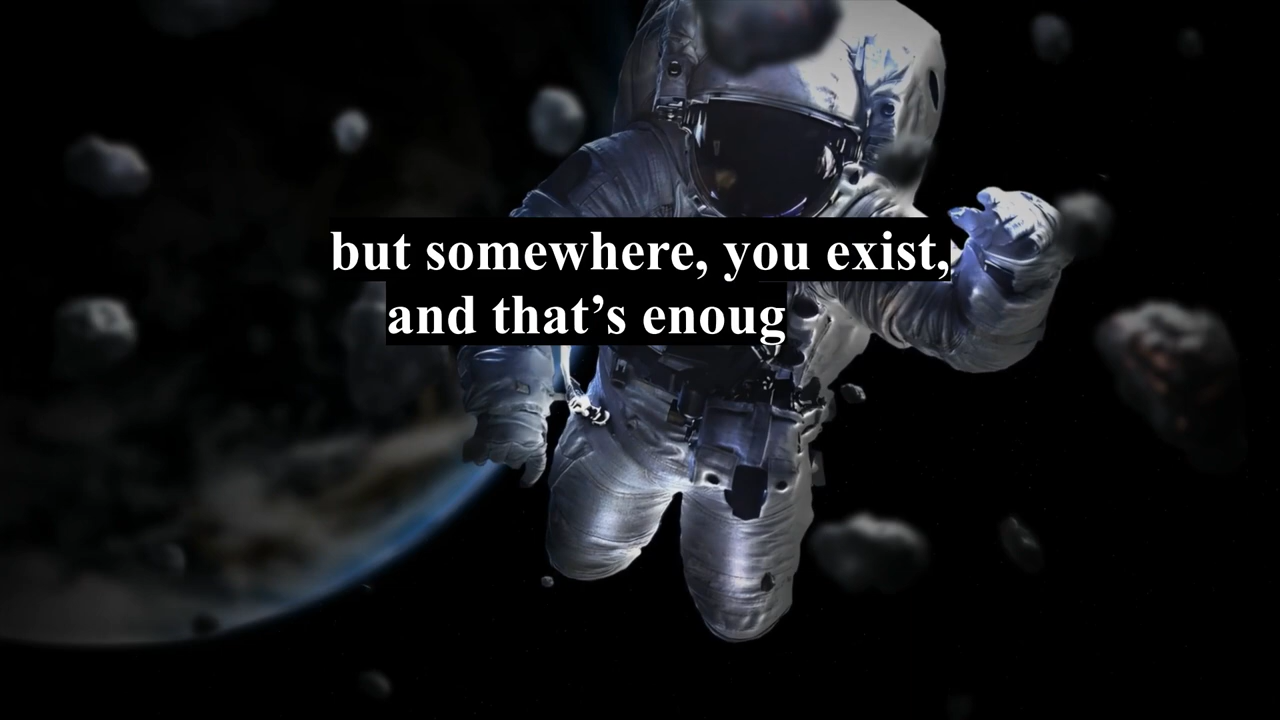 but somewhere, you exist,
and that’s enoug